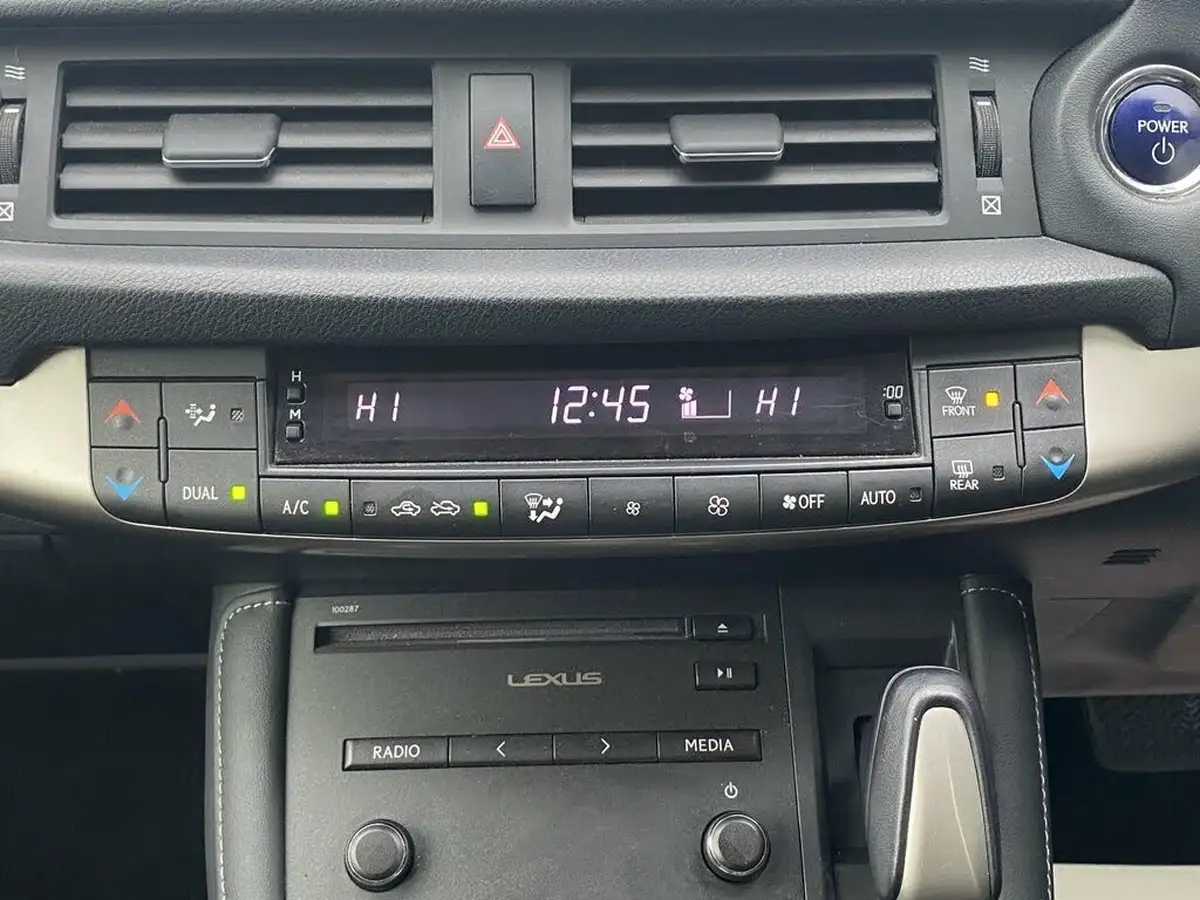 POWER
H
M
HI
12:45
HI
:00
FRONT
DUAL
A/C
OFF
AUTO
REAR
100287
LEXUS
RADIO
MEDIA